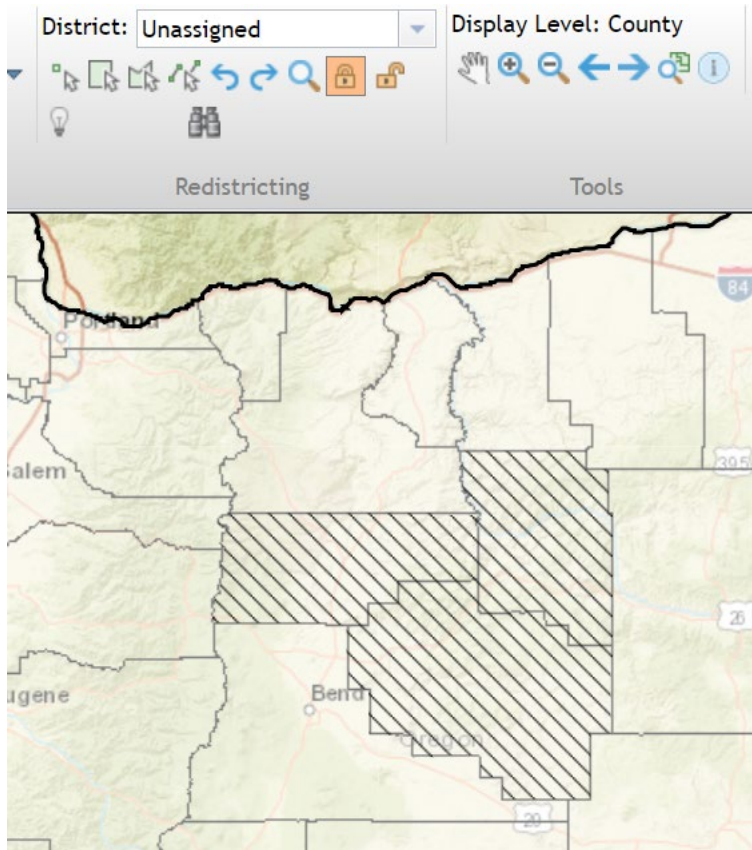 District: Unassigned
Display Level: County
Redistricting
Tools
84
Portland
395
Salem
26
Eugene
Bend
Oregon
20